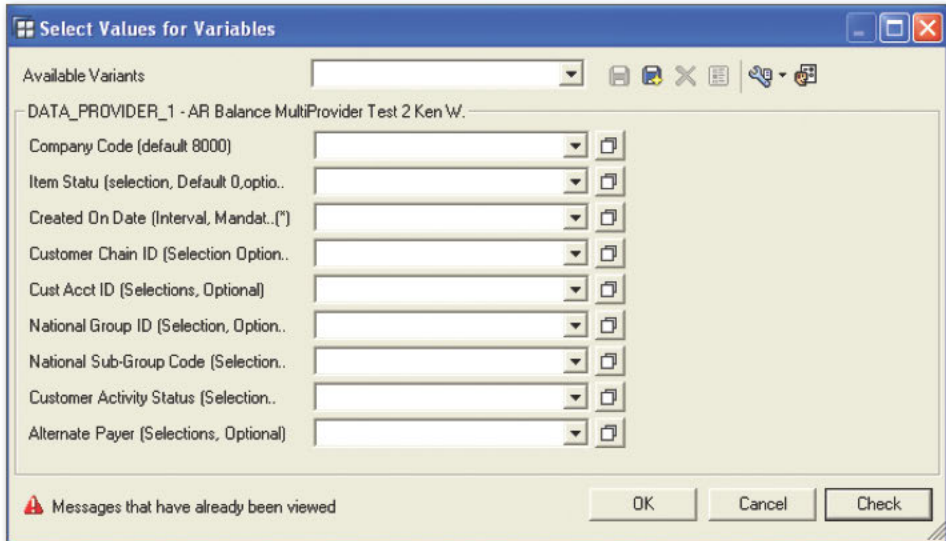 Select Values for Variables
Available Variants
DATA_PROVIDER_1 - AR Balance MultiProvider Test 2 Ken W.
Company Code (default 8000)
Item Statu (selection, Default 0,optio..
Created On Date (Interval, Mandat..(*)
Customer Chain ID (Selection Option..
Cust Acct ID (Selections, Optional)
National Group ID (Selection, Option..
National Sub-Group Code (Selection..
Customer Activity Status (Selection..
Alternate Payer (Selections, Optional)
Messages that have already been viewed
OK Cancel Check